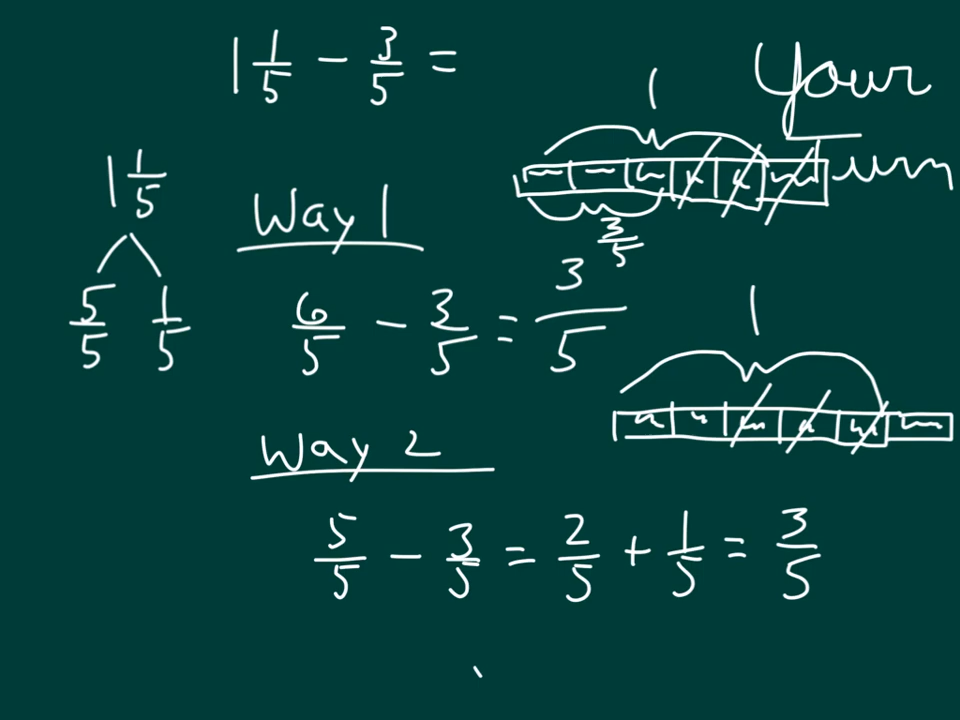 1 1/5 - 3/5 =
Your
Turn
1
1 1/5
5/5 1/5
Way 1
3/5
6/5 - 3/5 = 3/5
1
Way 2
5/5 - 3/5 = 2/5 + 1/5 = 3/5